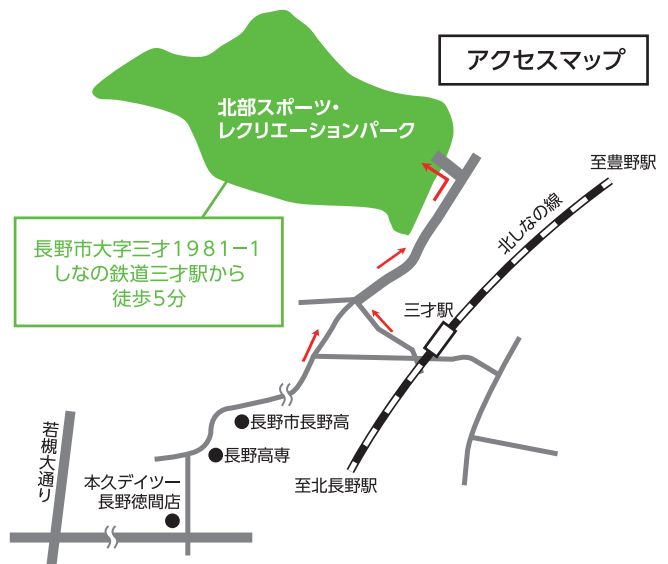 アクセスマップ
北部スポーツ・
レクリエーションパーク
至豊野駅
北しなの線
長野市大字三才1981−1
しなの鉄道三才駅から
徒歩5分
三才駅
長野市長野高
長野高専
若槻大通り
本久デイツー
長野徳間店
至北長野駅